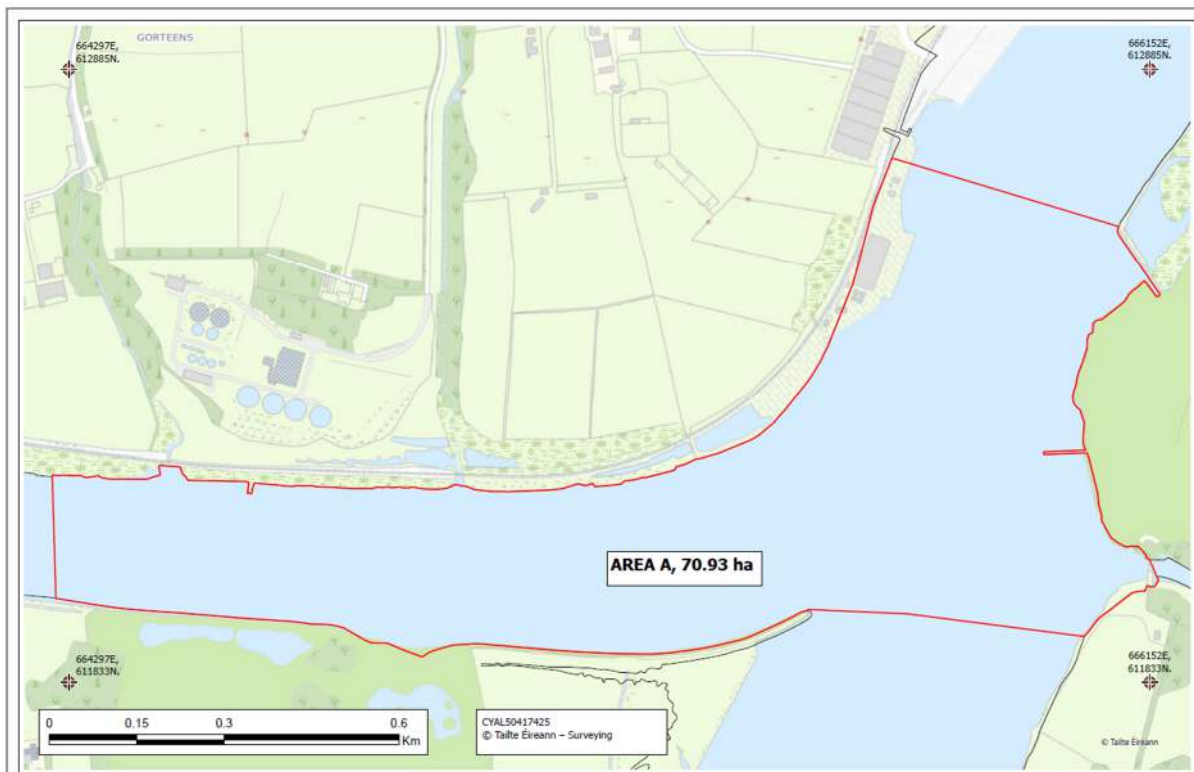 664297E,
612885N.
GORTEENS
666152E,
612885N.
AREA A, 70.93 ha
664297E,
611833N.
666152E,
611833N.
0 0.15 0.3 0.6
Km
CYAL50417425
© Tailte Éireann – Surveying
© Tailte Éireann